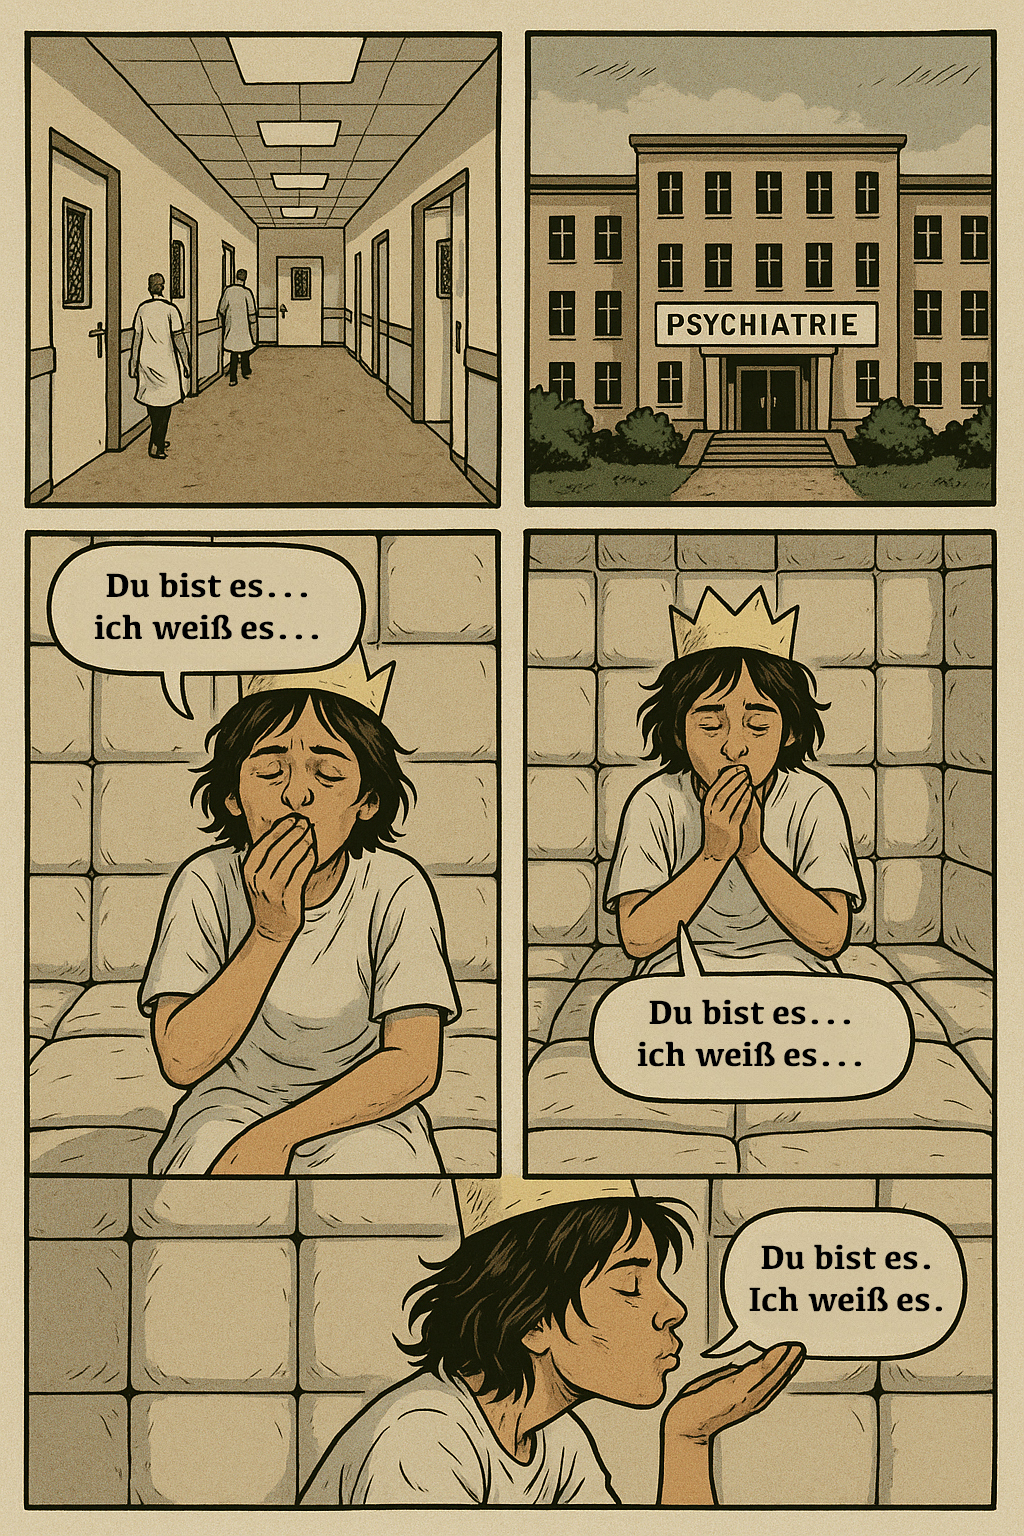 PSYCHIATRIE
Du bist es...
ich weiß es...
Du bist es...
ich weiß es...
Du bist es.
Ich weiß es.